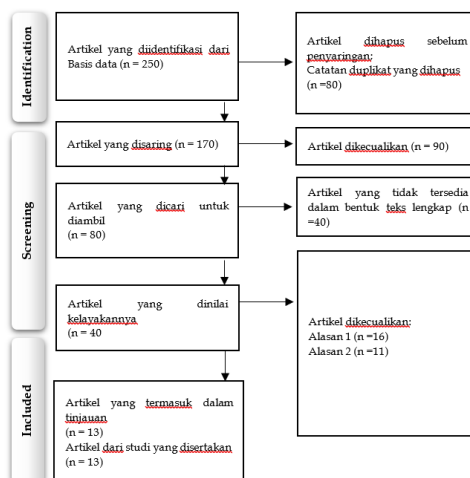 Identification
Artikel yang diidentifikasi dari
Basis data (n = 250)
Artikel dihapus sebelum
penyaringan:
Catatan duplikat yang dihapus
(n =80)
Screening
Artikel yang disaring (n = 170)
Artikel dikecualikan (n = 90)
Artikel yang dicari untuk
diambil
(n = 80)
Artikel yang tidak tersedia
dalam bentuk teks lengkap (n
=40)
Artikel yang dinilai
kelayakannya
(n = 40
Artikel dikecualikan:
Alasan 1 (n =16)
Alasan 2 (n =11)
Included
Artikel yang termasuk dalam
tinjauan
(n = 13)
Artikel dari studi yang disertakan
(n = 13)